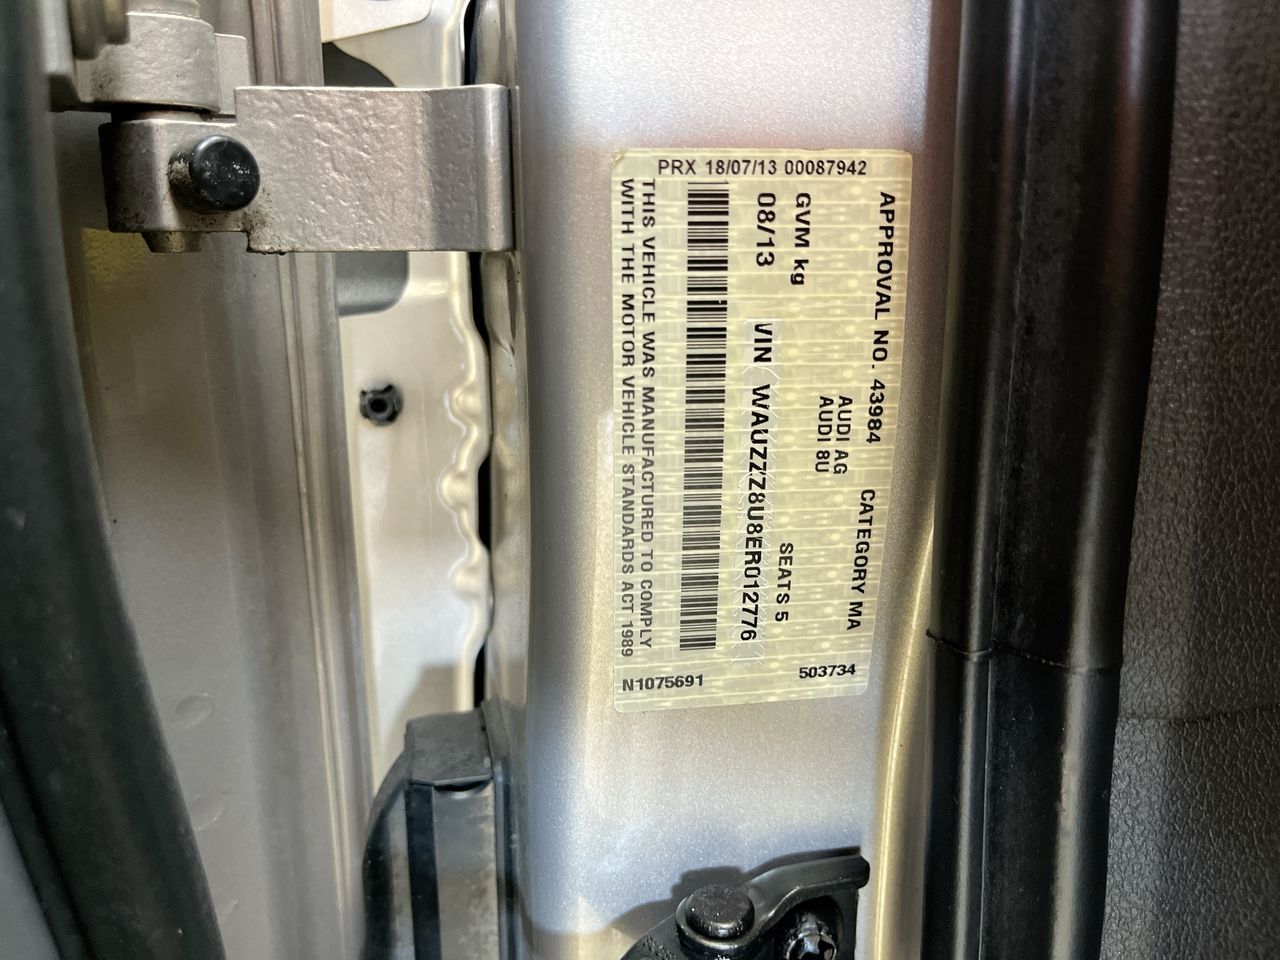 PRX 18/07/13 00087942
APPROVAL NO. 43984
CATEGORY MA
AUDI AG
AUDI 8U
GVM kg
SEATS 5
08/13
VIN WAUZZZ8U8ER012776
THIS VEHICLE WAS MANUFACTURED TO COMPLY
WITH THE MOTOR VEHICLE STANDARDS ACT 1989
N1075691
503734